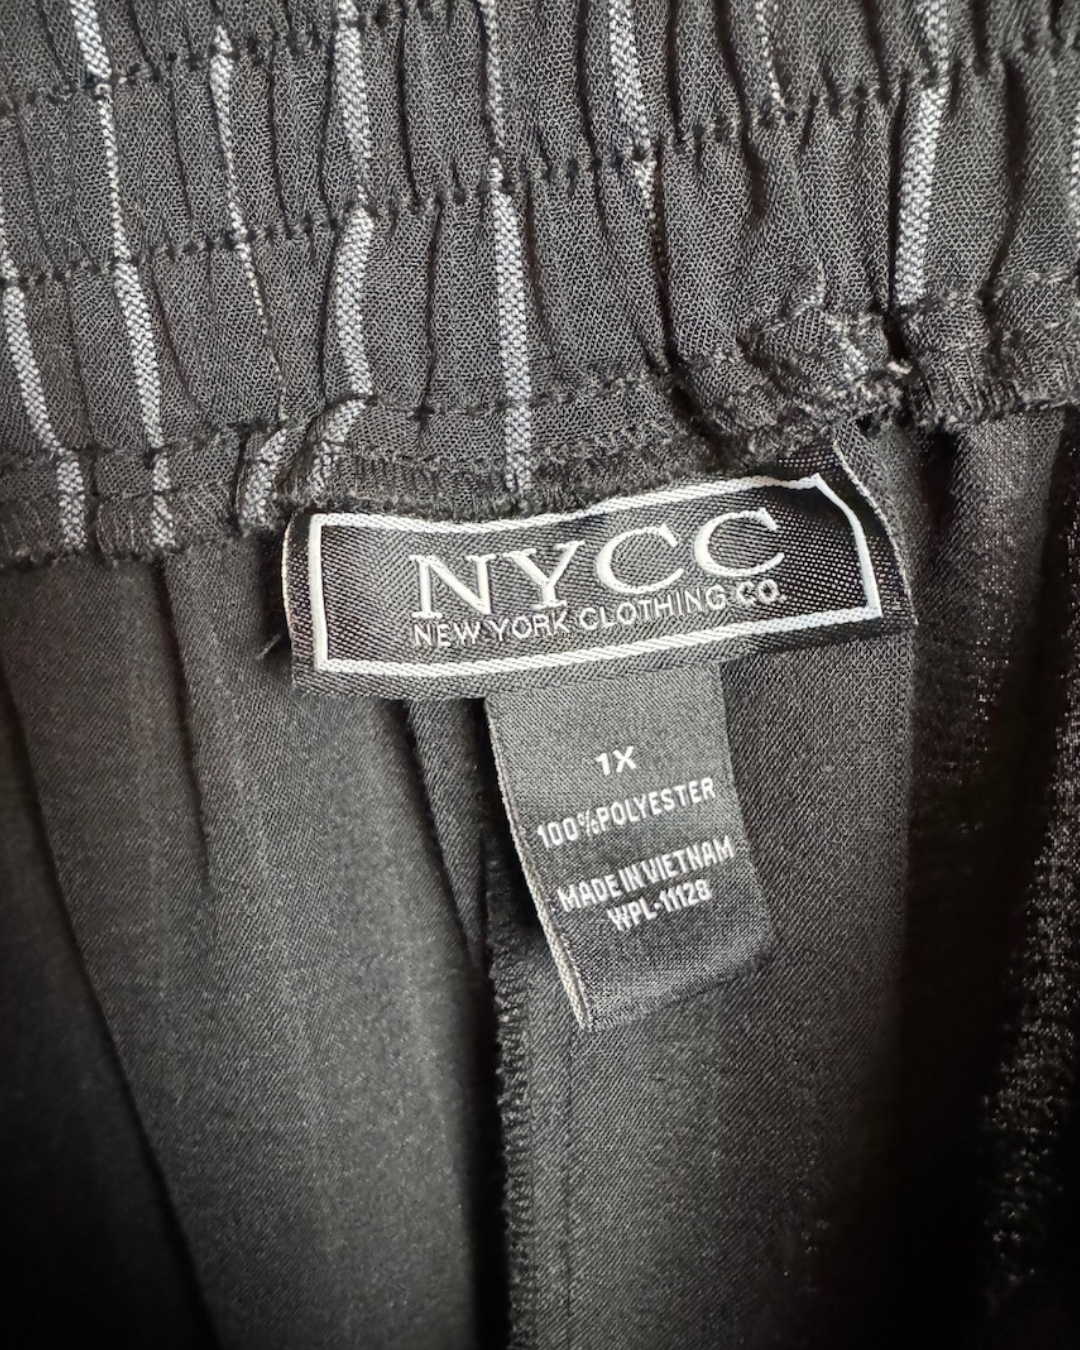 NYCC
NEW YORK CLOTHING CO.
1X
100%POLYESTER
MADE IN VIETNAM
WPL-11128